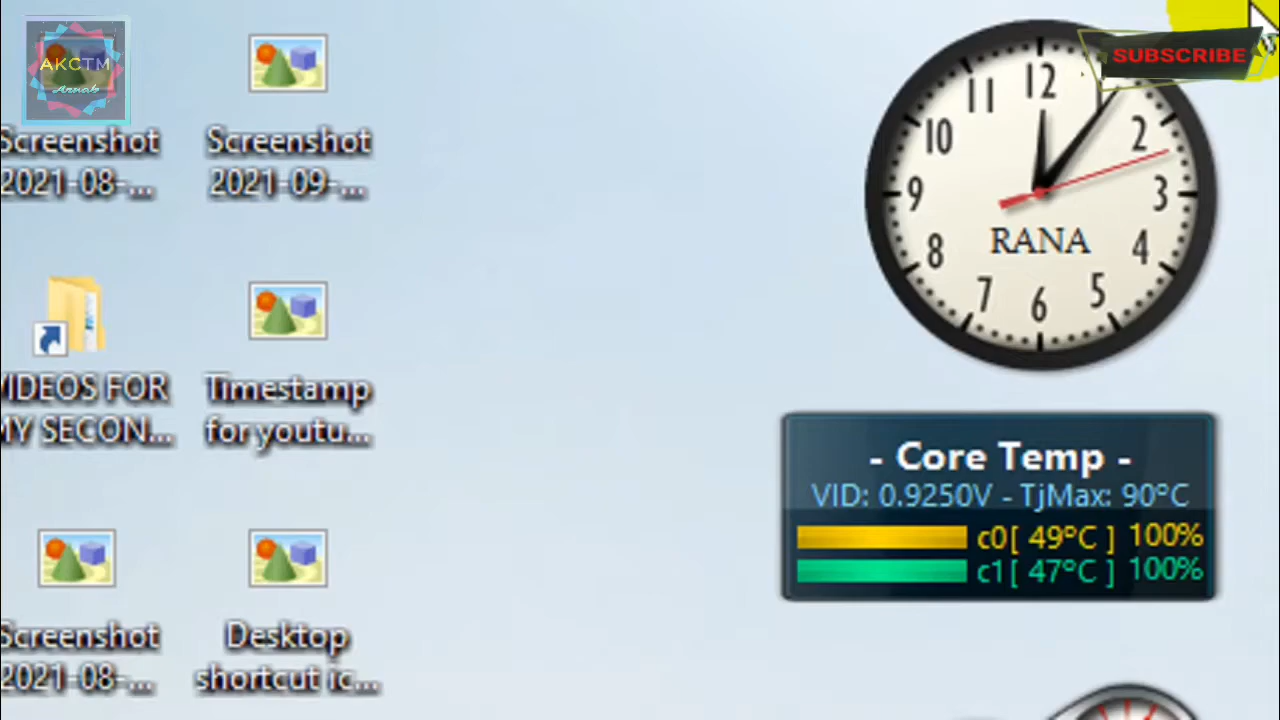 AKCTM
Arnab
Screenshot
2021-08-...
Screenshot
2021-09-...
VIDEOS FOR
MY SECON...
Timestamp
for youtu...
Screenshot
2021-08-...
Desktop
shortcut ic...
SUBSCRIBE
12
11
10
9
8
7
6
5
4
3
2
RANA
- Core Temp -
VID: 0.9250V - TjMax: 90°C
c0[ 49°C ] 100%
c1[ 47°C ] 100%